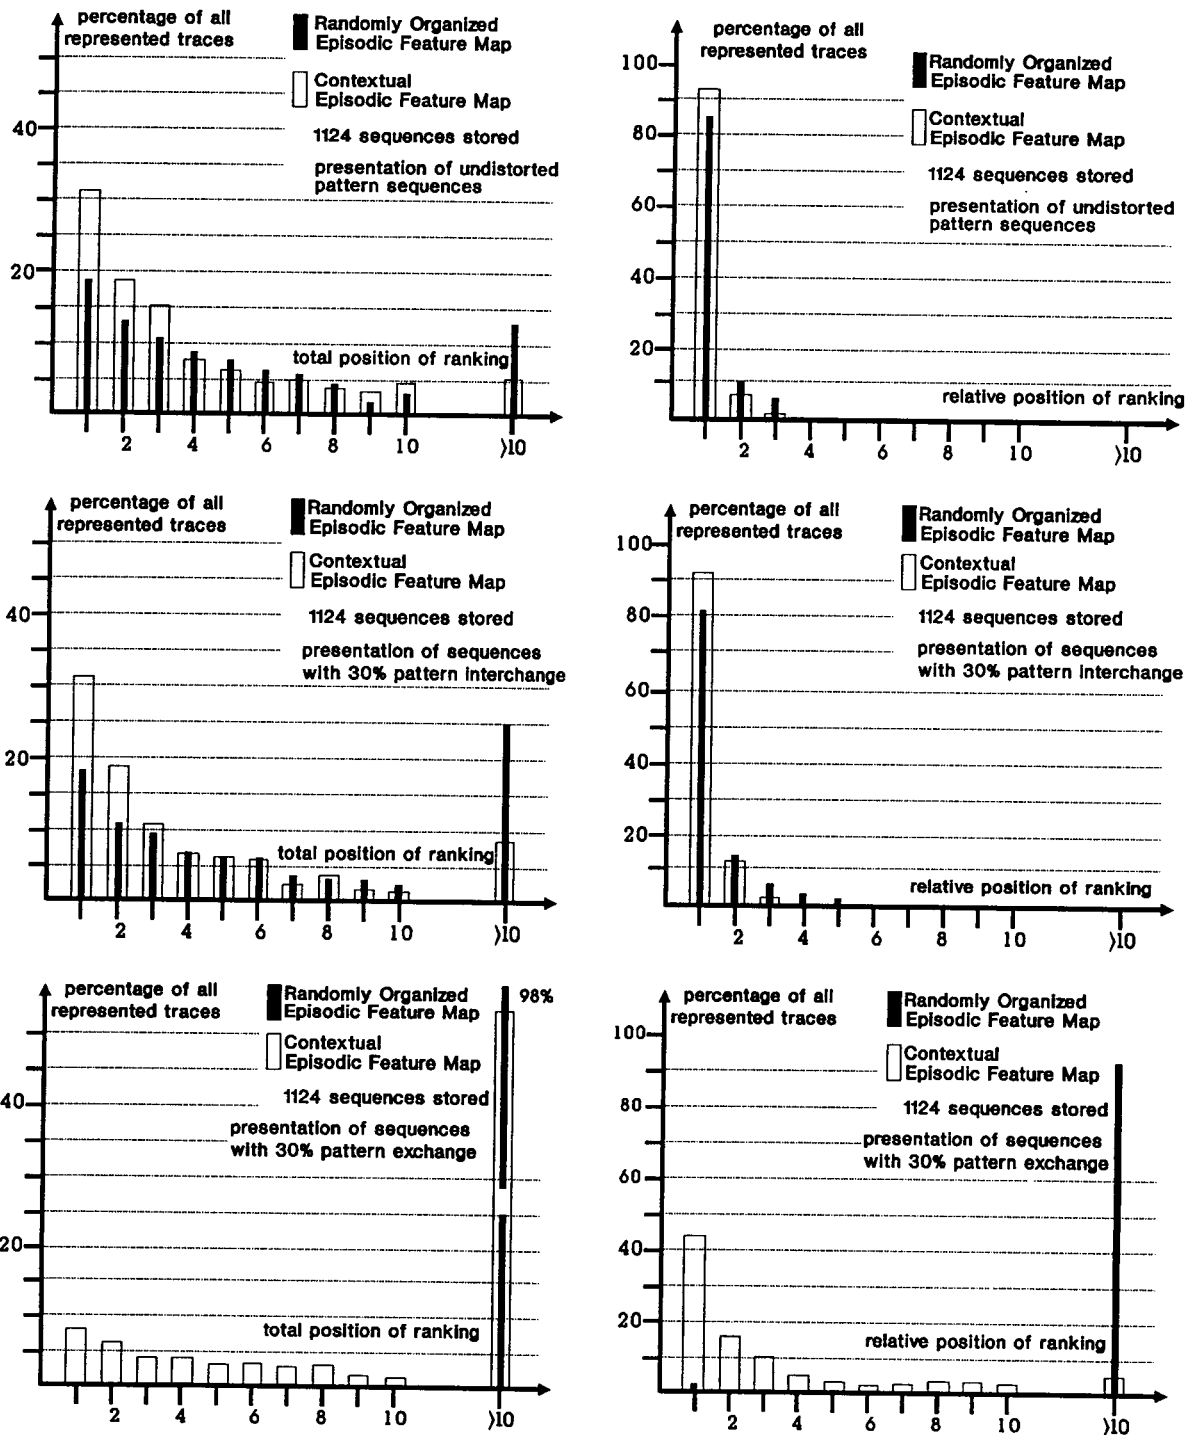 percentage of all
represented traces
Randomly Organized
Episodic Feature Map
Contextual
Episodic Feature Map
1124 sequences stored
presentation of undistorted
pattern sequences
40
20
total position of ranking
2 4 6 8 10 >10
percentage of all
represented traces
Randomly Organized
Episodic Feature Map
Contextual
Episodic Feature Map
1124 sequences stored
presentation of undistorted
pattern sequences
100
80
60
40
20
relative position of ranking
2 4 6 8 10 >10
percentage of all
represented traces
Randomly Organized
Episodic Feature Map
Contextual
Episodic Feature Map
1124 sequences stored
presentation of sequences
with 30% pattern interchange
40
20
total position of ranking
2 4 6 8 10 >10
percentage of all
represented traces
Randomly Organized
Episodic Feature Map
Contextual
Episodic Feature Map
1124 sequences stored
presentation of sequences
with 30% pattern interchange
100
80
60
40
20
relative position of ranking
2 4 6 8 10 >10
percentage of all
represented traces
Randomly Organized
Episodic Feature Map
98%
Contextual
Episodic Feature Map
1124 sequences stored
presentation of sequences
with 30% pattern exchange
40
20
total position of ranking
2 4 6 8 10 >10
percentage of all
represented traces
Randomly Organized
Episodic Feature Map
Contextual
Episodic Feature Map
1124 sequences stored
presentation of sequences
with 30% pattern exchange
100
80
60
40
20
relative position of ranking
2 4 6 8 10 >10